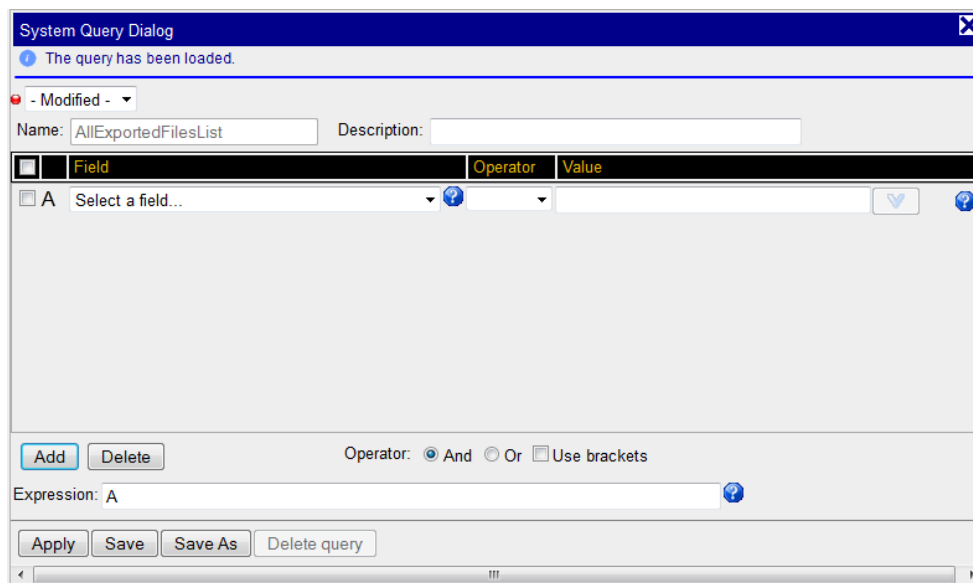 System Query Dialog
The query has been loaded.
- Modified -
Name: AllExportedFilesList Description:
Field Operator Value
A Select a field...
Add Delete Operator: And Or Use brackets
Expression: A
Apply Save Save As Delete query